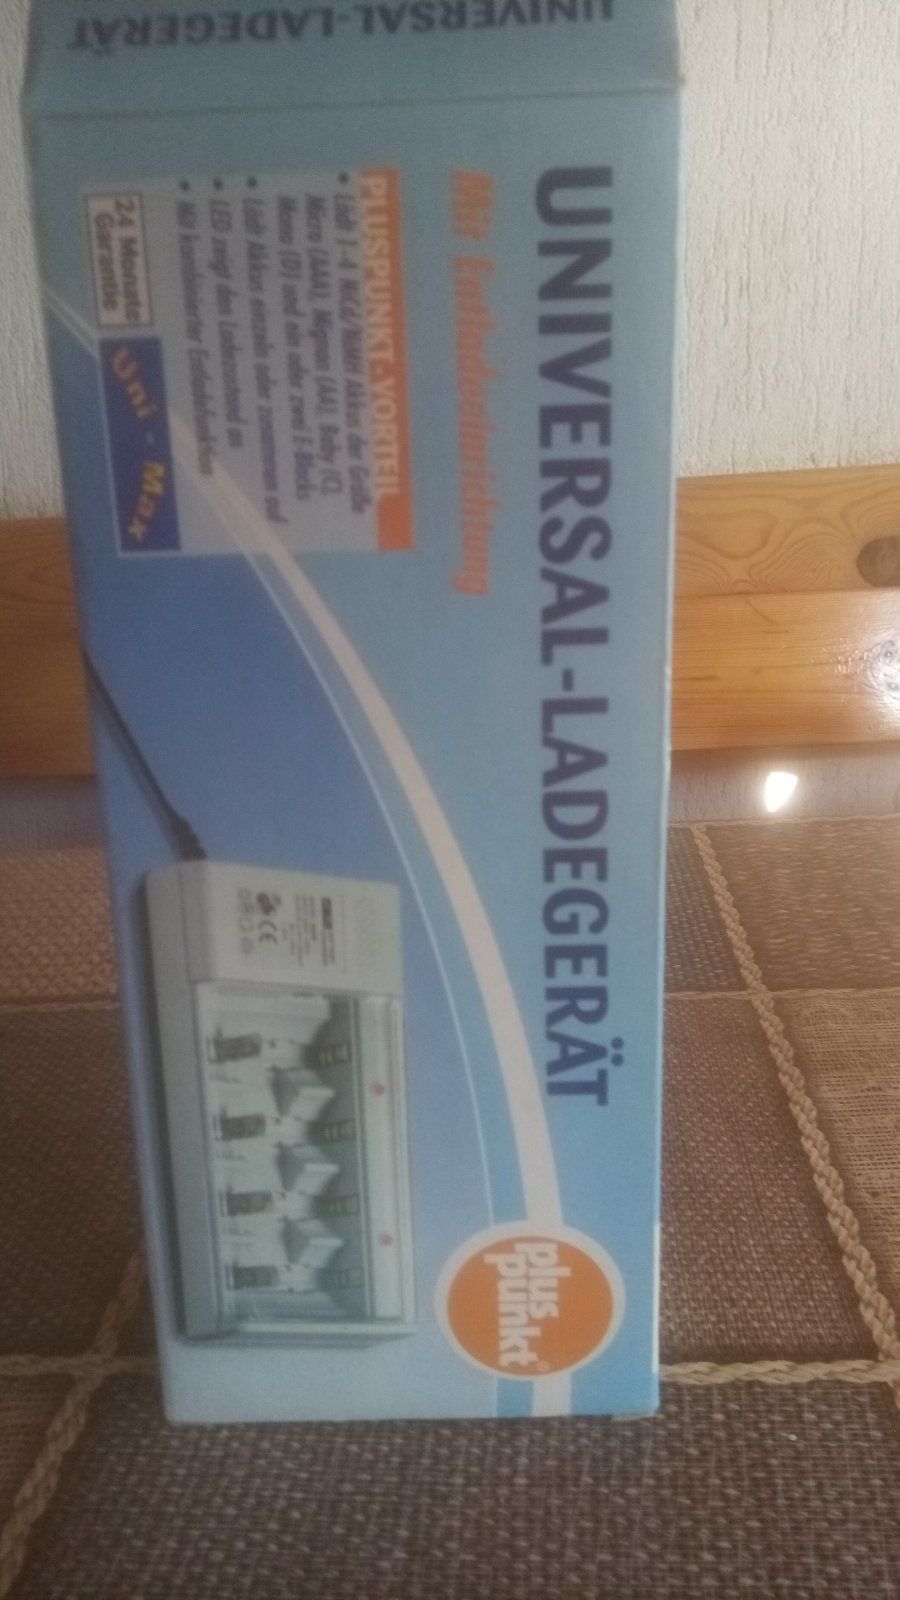 UNIVERSAL-LADEGERÄT
UNIVERSAL-LADEGERÄT
Mit Entladeeinrichtung
PLUSPUNKT-VORTEIL
• Lädt 1-4 NiCd/NiMH Akkus der Größe
Micro (AAA), Mignon (AA), Baby (C),
Mono (D) und ein oder zwei E-Blocks
• Lädt Akkus einzeln oder zusammen auf
• LED zeigt den Ladezustand an
• Mit kombinierter Entladefunktion
24 Monate
Garantie
Uni-Max
CE
plus
punkt®